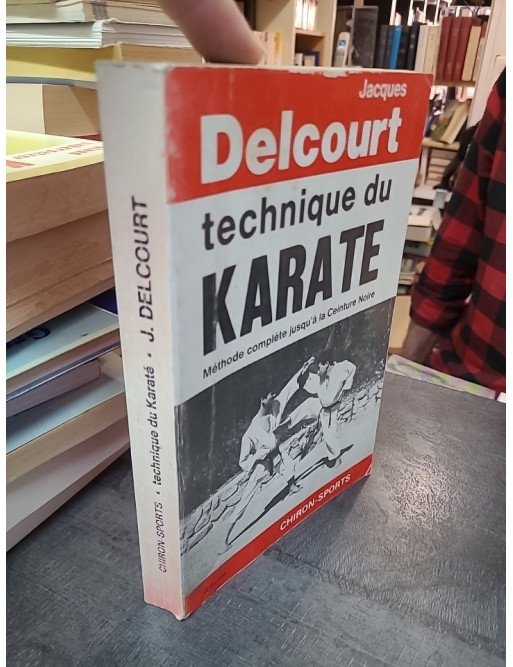 Jacques
Delcourt
technique du
KARATE
Méthode complète jusqu'à la Ceinture Noire
CHIRON-SPORTS
CHIRON-SPORTS • technique du Karaté • J. DELCOURT